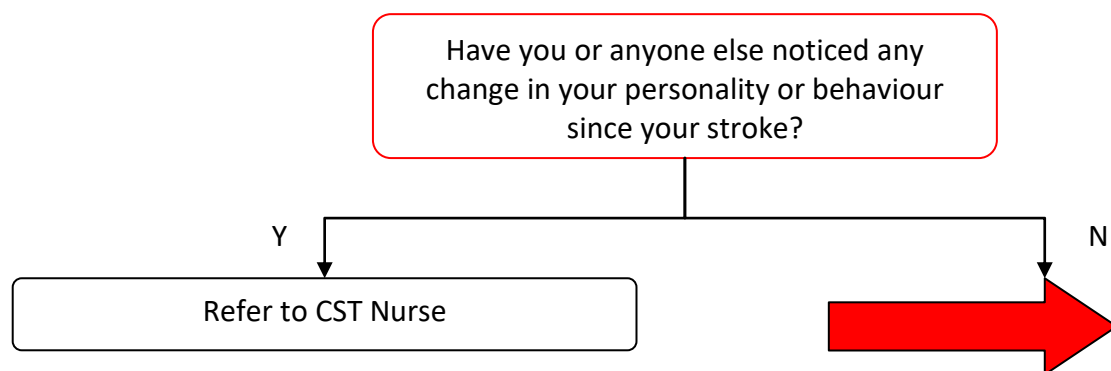 Have you or anyone else noticed any
change in your personality or behaviour
since your stroke?
Y
N
Refer to CST Nurse